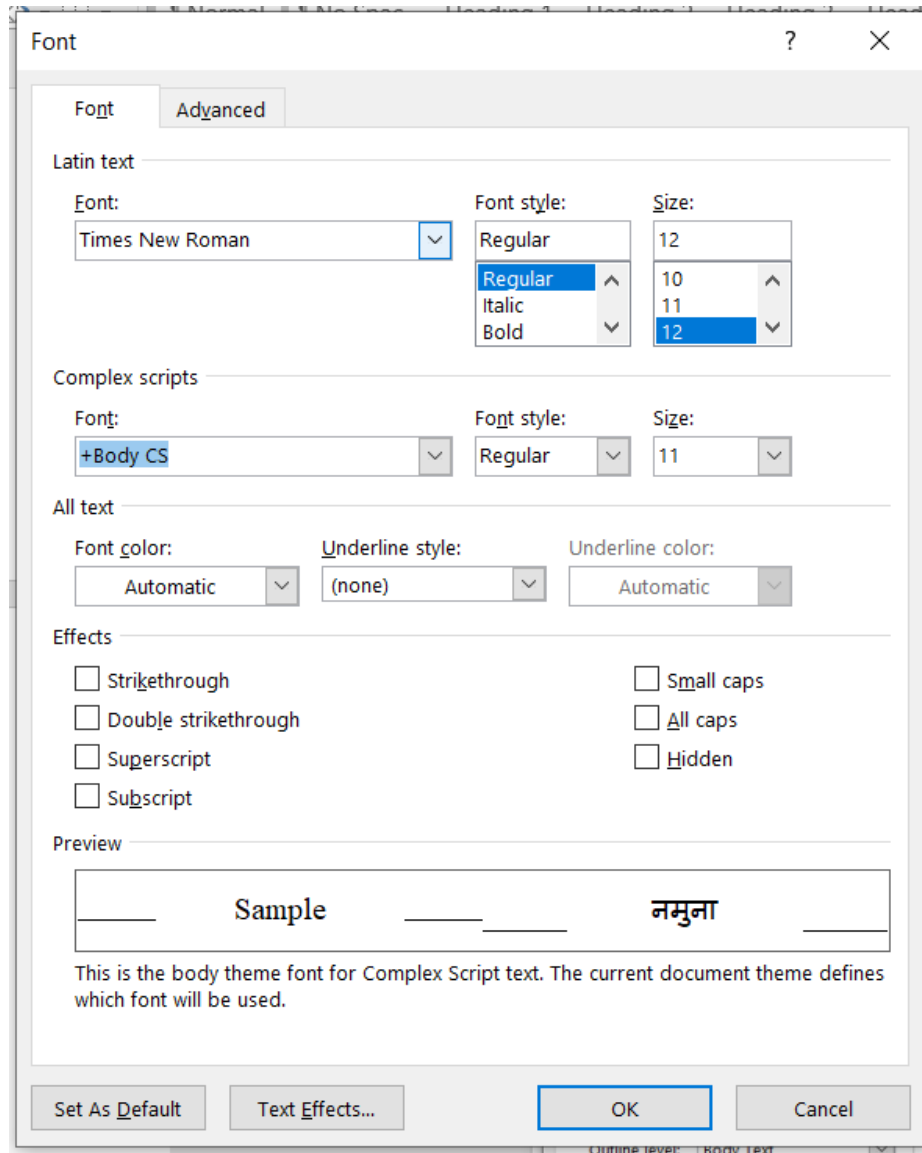 Normal No Spac... Heading 1 Heading 2 Heading 3 Head
Font ?
Font Advanced
Latin text
Font: Font style: Size:
Times New Roman Regular 12
Regular 10
Italic 11
Bold 12
Complex scripts
Font: Font style: Size:
+Body CS Regular 11
All text
Font color: Underline style: Underline color:
Automatic (none) Automatic
Effects
Strikethrough Small caps
Double strikethrough All caps
Superscript Hidden
Subscript
Preview
Sample नमुना
This is the body theme font for Complex Script text. The current document theme defines
which font will be used.
Set As Default Text Effects... OK Cancel
Outline level: Body Text